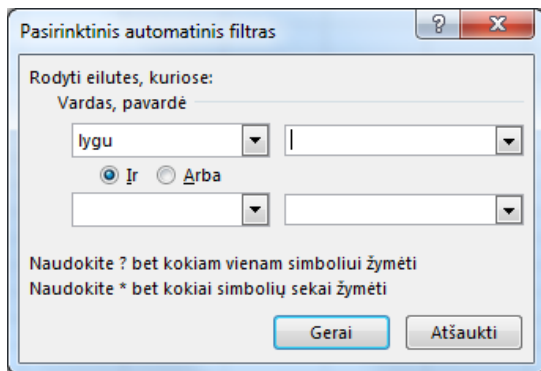 Pasirinktinis automatinis filtras
Rodyti eilutes, kuriose:
Vardas, pavardė
lygu
Ir Arba
Naudokite ? bet kokiam vienam simboliui žymėti
Naudokite * bet kokiai simbolių sekai žymėti
Gerai Atšaukti